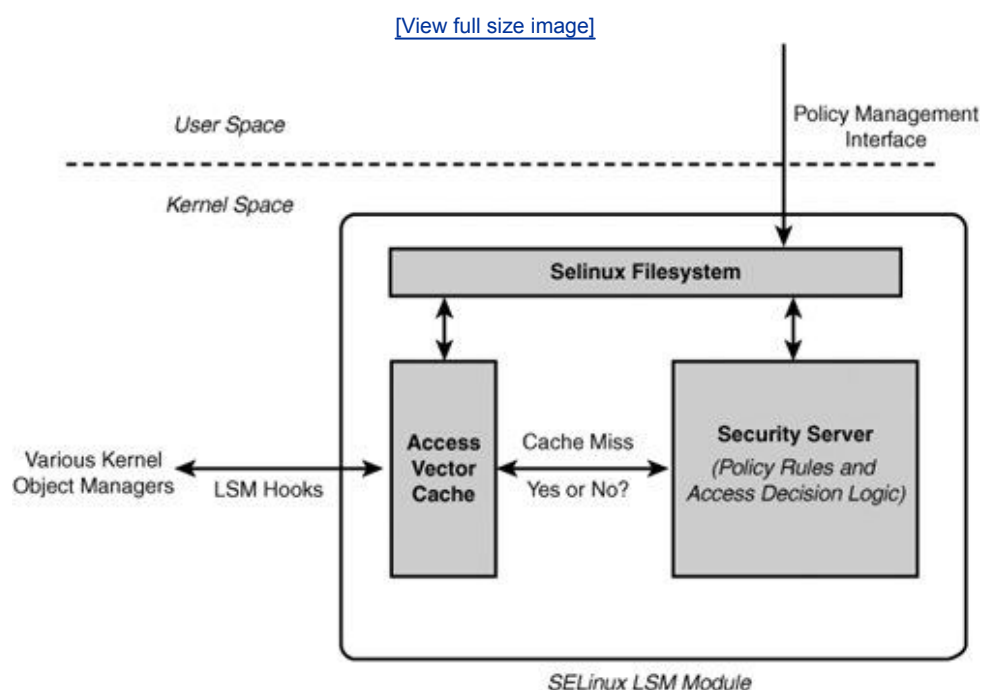 [View full size image]
User Space
Policy Management
Interface
Kernel Space
Selinux Filesystem
Access
Vector
Cache
Cache Miss
Yes or No?
Security Server
(Policy Rules and
Access Decision Logic)
Various Kernel
Object Managers
LSM Hooks
SELinux LSM Module